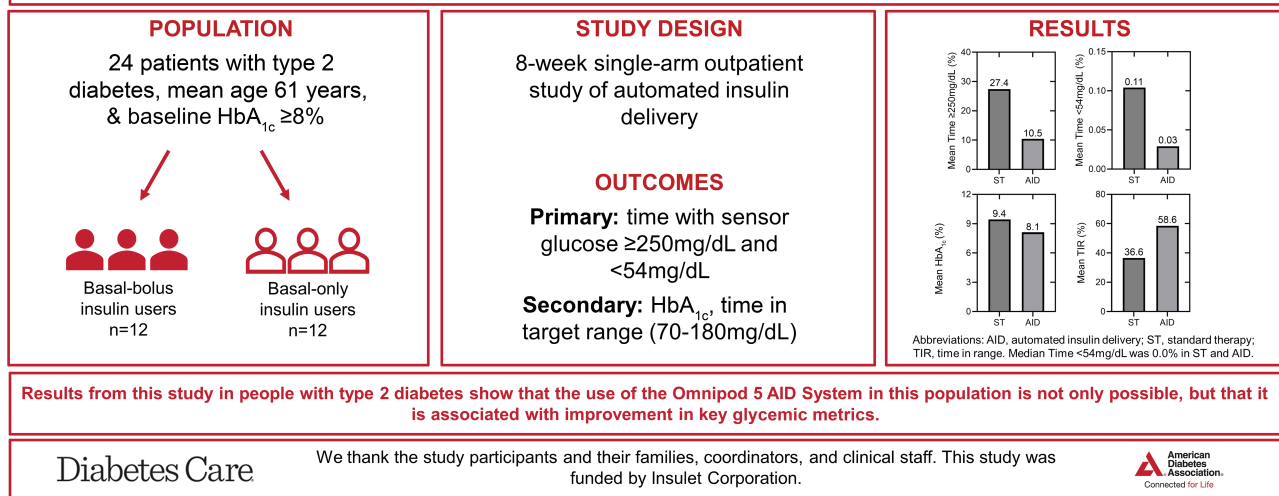 POPULATION
24 patients with type 2
diabetes, mean age 61 years,
& baseline HbA1c ≥8%
Basal-bolus
insulin users
n=12
Basal-only
insulin users
n=12
STUDY DESIGN
8-week single-arm outpatient
study of automated insulin
delivery
OUTCOMES
Primary: time with sensor
glucose ≥250mg/dL and
<54mg/dL
Secondary: HbA1c, time in
target range (70-180mg/dL)
RESULTS
Mean Time ≥250mg/dL (%)
40
30
20
10
0
27.4
10.5
ST
AID
Mean Time <54mg/dL (%)
0.15
0.10
0.05
0.00
0.11
0.03
ST
AID
Mean HbA1c (%)
12
9
6
3
0
9.4
8.1
ST
AID
Mean TIR (%)
80
60
40
20
0
36.6
58.6
ST
AID
Abbreviations: AID, automated insulin delivery; ST, standard therapy;
TIR, time in range. Median Time <54mg/dL was 0.0% in ST and AID.
Results from this study in people with type 2 diabetes show that the use of the Omnipod 5 AID System in this population is not only possible, but that it
is associated with improvement in key glycemic metrics.
Diabetes Care
We thank the study participants and their families, coordinators, and clinical staff. This study was
funded by Insulet Corporation.
American
Diabetes
Association®
Connected for Life